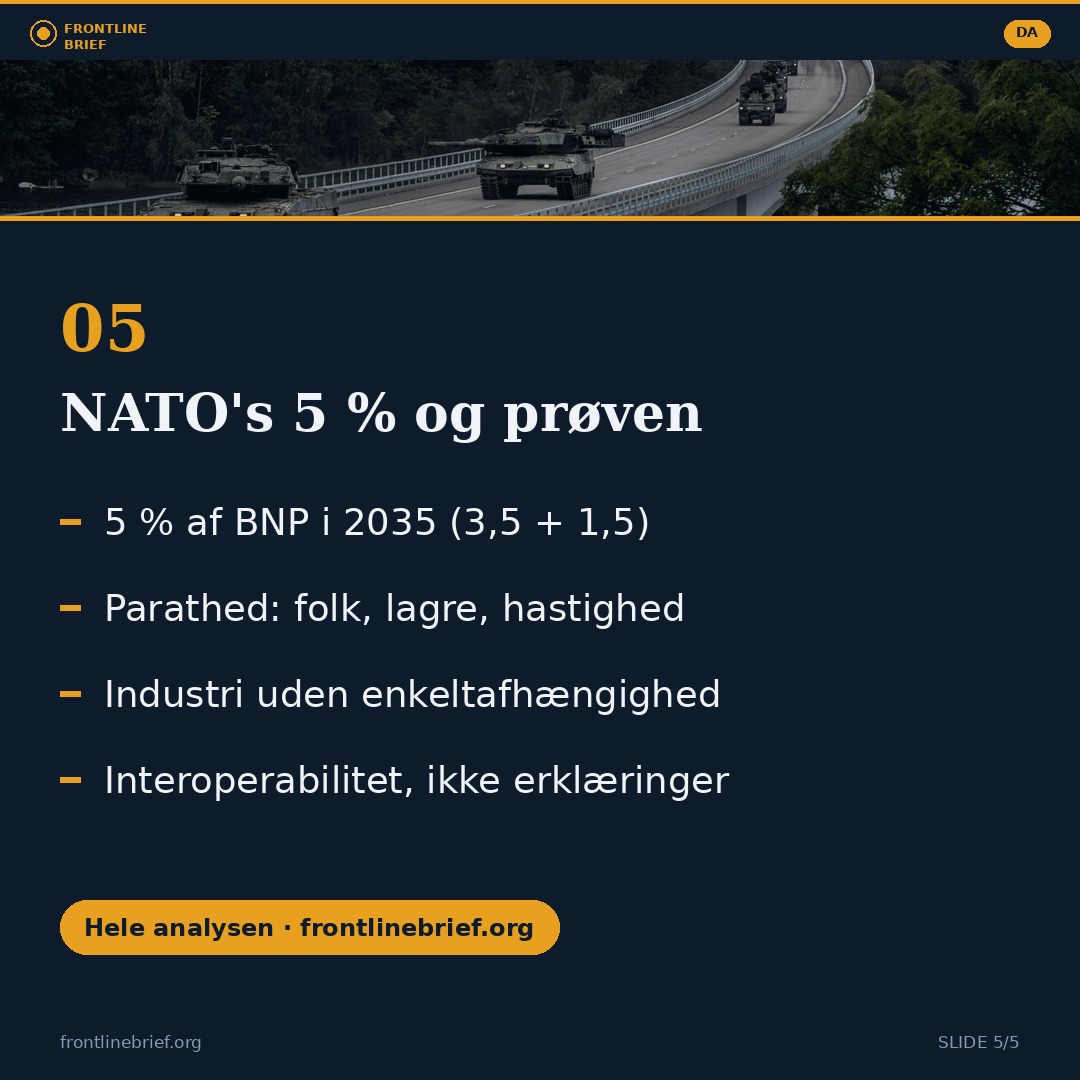 FRONTLINE
BRIEF
DA
05
NATO's 5 % og prøven
5 % af BNP i 2035 (3,5 + 1,5)
Parathed: folk, lagre, hastighed
Industri uden enkeltafhængighed
Interoperabilitet, ikke erklæringer
Hele analysen · frontlinebrief.org
frontlinebrief.org
SLIDE 5/5